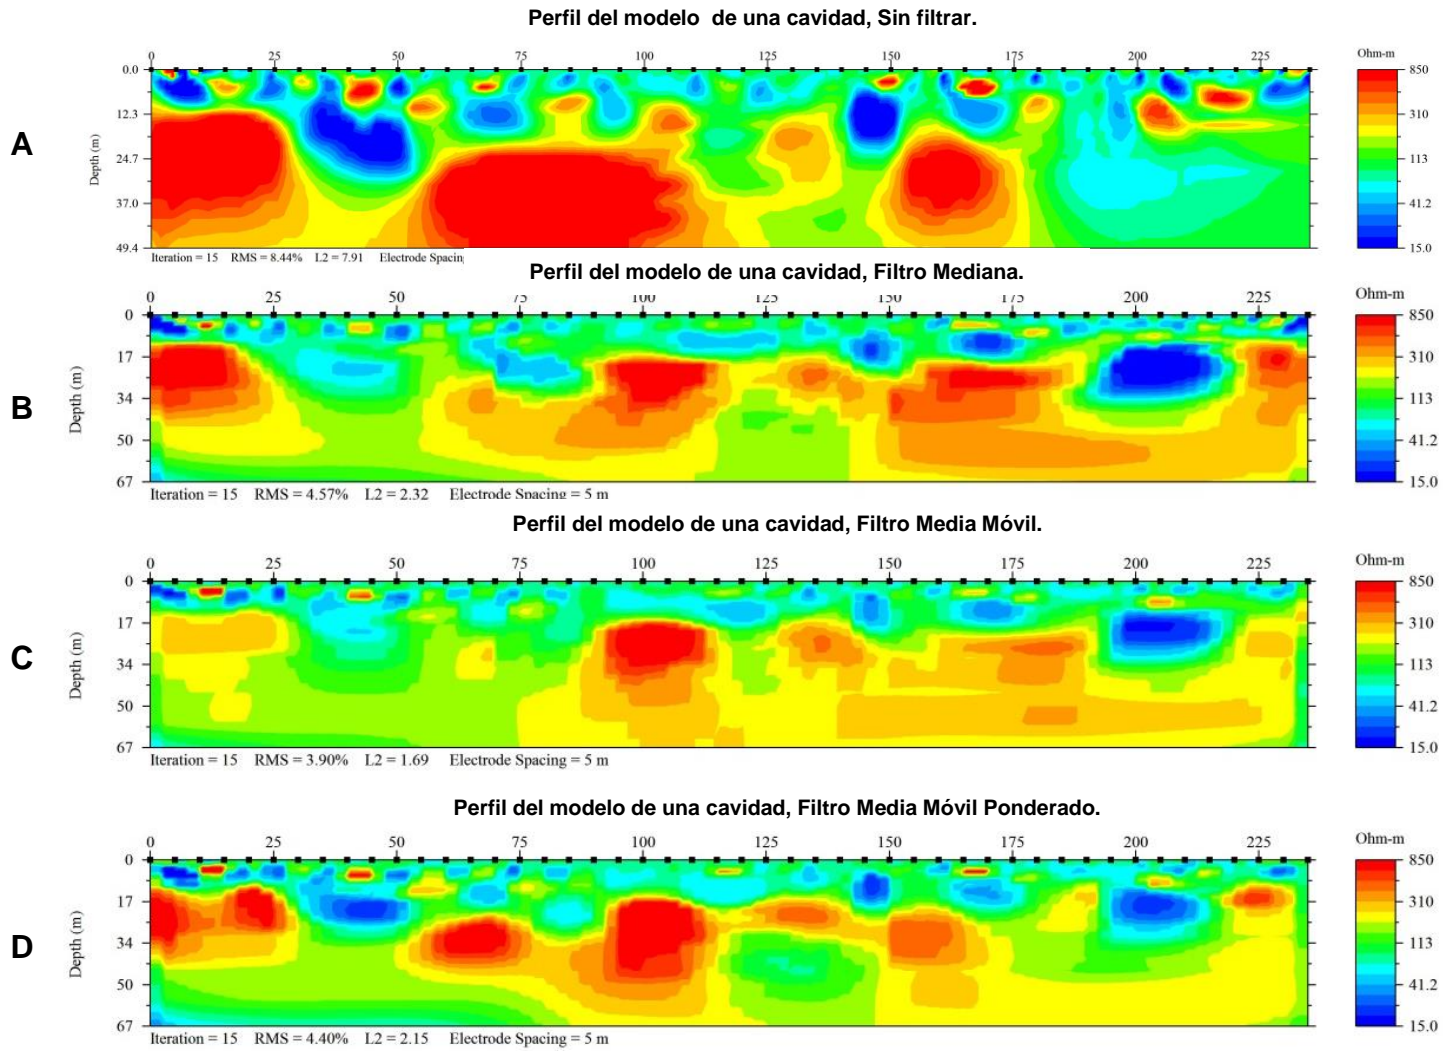 Perfil del modelo de una cavidad, Sin filtrar.
0 25 50 75 100 125 150 175 200 225
Ohm-m
A
Depth (m)
0.0
12.3
24.7
37.0
49.4
850
310
113
41.2
15.0
Iteration = 15 RMS = 8.44% L2 = 7.91 Electrode Spacing
Perfil del modelo de una cavidad, Filtro Mediana.
0 25 50 75 100 125 150 175 200 225
Ohm-m
B
Depth (m)
0
17
34
50
67
850
310
113
41.2
15.0
Iteration = 15 RMS = 4.57% L2 = 2.32 Electrode Spacing = 5 m
Perfil del modelo de una cavidad, Filtro Media Móvil.
0 25 50 75 100 125 150 175 200 225
Ohm-m
C
Depth (m)
0
17
34
50
67
850
310
113
41.2
15.0
Iteration = 15 RMS = 3.90% L2 = 1.69 Electrode Spacing = 5 m
Perfil del modelo de una cavidad, Filtro Media Móvil Ponderado.
0 25 50 75 100 125 150 175 200 225
Ohm-m
D
Depth (m)
0
17
34
50
67
850
310
113
41.2
15.0
Iteration = 15 RMS = 4.40% L2 = 2.15 Electrode Spacing = 5 m